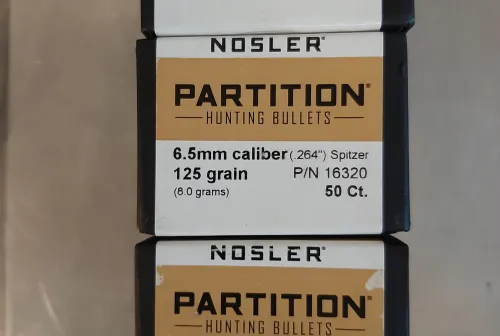 NOSLER®
PARTITION®
HUNTING BULLETS
6.5mm caliber (.264") Spitzer
125 grain P/N 16320
(8.0 grams) 50 Ct.
NOSLER®
PARTITION®
HUNTING BULLETS